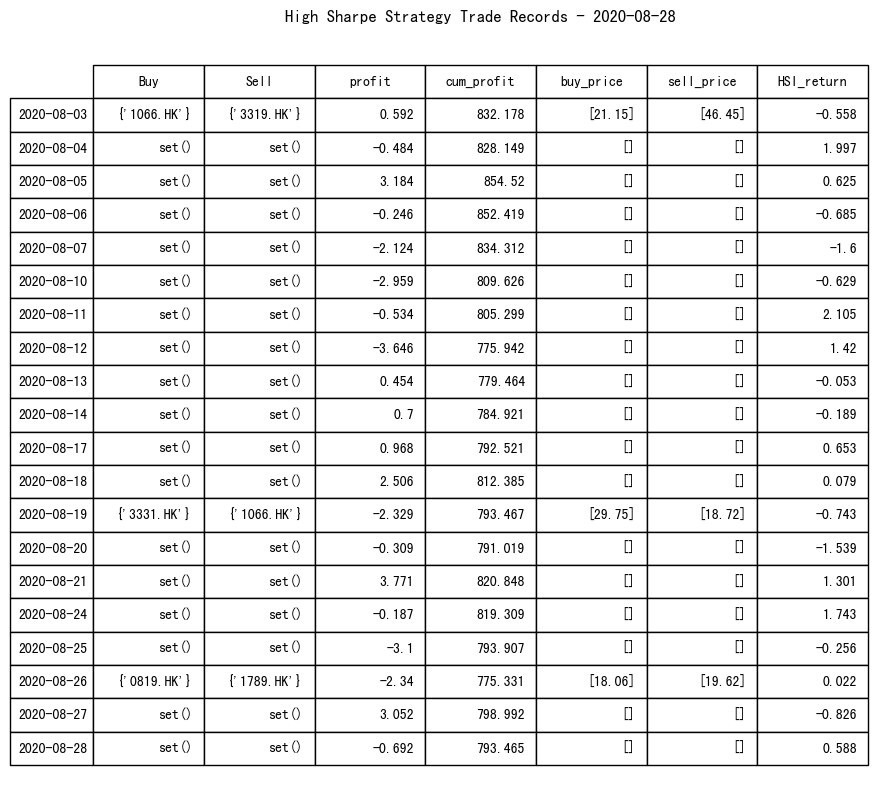 High Sharpe Strategy Trade Records - 2020-08-28
Buy Sell profit cum_profit buy_price sell_price HSI_return
2020-08-03 {'1066.HK'} {'3319.HK'} 0.592 832.178 [21.15] [46.45] -0.558
2020-08-04 set() set() -0.484 828.149 [] [] 1.997
2020-08-05 set() set() 3.184 854.52 [] [] 0.625
2020-08-06 set() set() -0.246 852.419 [] [] -0.685
2020-08-07 set() set() -2.124 834.312 [] [] -1.6
2020-08-10 set() set() -2.959 809.626 [] [] -0.629
2020-08-11 set() set() -0.534 805.299 [] [] 2.105
2020-08-12 set() set() -3.646 775.942 [] [] 1.42
2020-08-13 set() set() 0.454 779.464 [] [] -0.053
2020-08-14 set() set() 0.7 784.921 [] [] -0.189
2020-08-17 set() set() 0.968 792.521 [] [] 0.653
2020-08-18 set() set() 2.506 812.385 [] [] 0.079
2020-08-19 {'3331.HK'} {'1066.HK'} -2.329 793.467 [29.75] [18.72] -0.743
2020-08-20 set() set() -0.309 791.019 [] [] -1.539
2020-08-21 set() set() 3.771 820.848 [] [] 1.301
2020-08-24 set() set() -0.187 819.309 [] [] 1.743
2020-08-25 set() set() -3.1 793.907 [] [] -0.256
2020-08-26 {'0819.HK'} {'1789.HK'} -2.34 775.331 [18.06] [19.62] 0.022
2020-08-27 set() set() 3.052 798.992 [] [] -0.826
2020-08-28 set() set() -0.692 793.465 [] [] 0.588